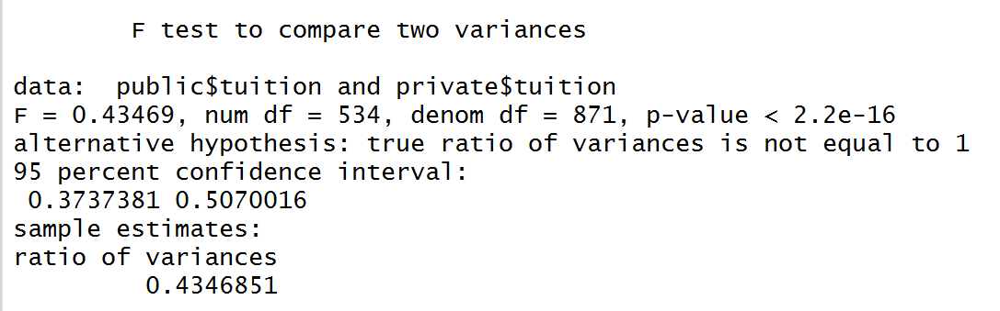 F test to compare two variances
data:  public$tuition and private$tuition
F = 0.43469, num df = 534, denom df = 871, p-value < 2.2e-16
alternative hypothesis: true ratio of variances is not equal to 1
95 percent confidence interval:
 0.3737381 0.5070016
sample estimates:
ratio of variances
         0.4346851